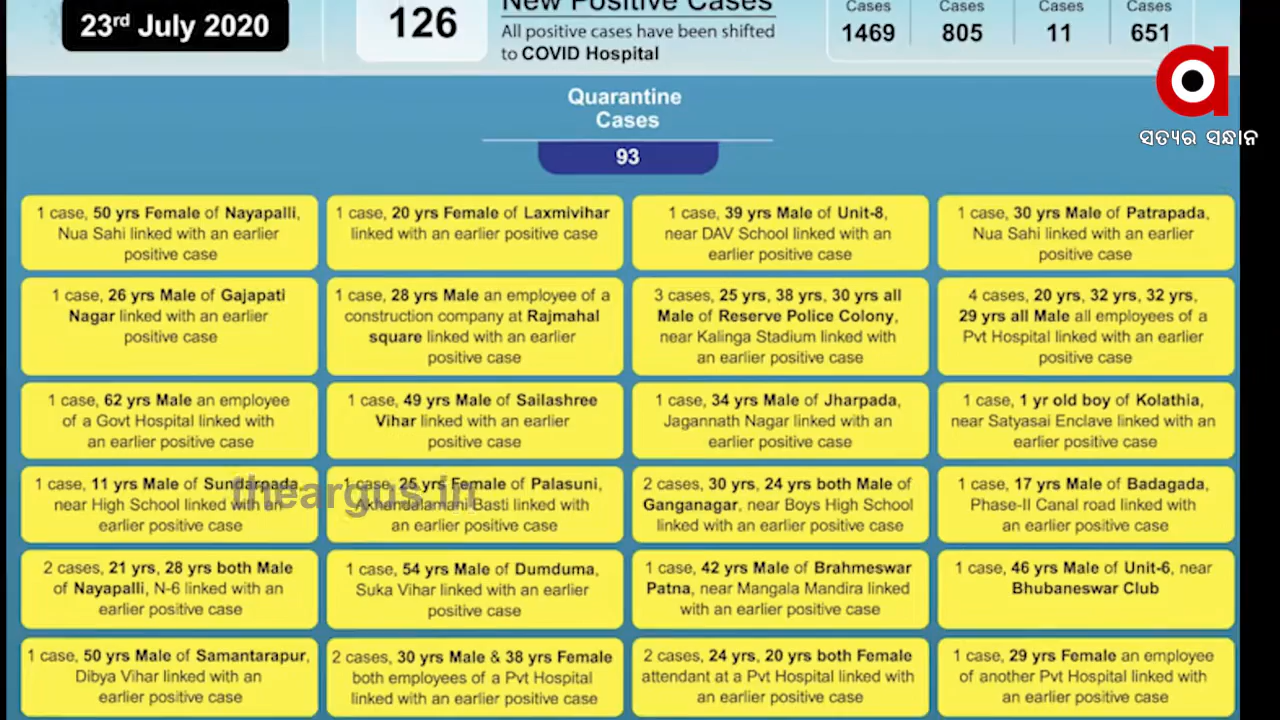 23rd July 2020
126
New Positive Cases
All positive cases have been shifted
to COVID Hospital
Cases Cases Cases Cases
1469 805 11 651
ସତ୍ୟର ସନ୍ଧାନ
Quarantine
Cases
93
1 case, 50 yrs Female of Nayapalli,
Nua Sahi linked with an earlier
positive case
1 case, 20 yrs Female of Laxmivihar
linked with an earlier positive case
1 case, 39 yrs Male of Unit-8,
near DAV School linked with an
earlier positive case
1 case, 30 yrs Male of Patrapada,
Nua Sahi linked with an earlier
positive case
1 case, 26 yrs Male of Gajapati
Nagar linked with an earlier
positive case
1 case, 28 yrs Male an employee of a
construction company at Rajmahal
square linked with an earlier
positive case
3 cases, 25 yrs, 38 yrs, 30 yrs all
Male of Reserve Police Colony,
near Kalinga Stadium linked with
an earlier positive case
4 cases, 20 yrs, 32 yrs, 32 yrs,
29 yrs all Male all employees of a
Pvt Hospital linked with an earlier
positive case
1 case, 62 yrs Male an employee
of a Govt Hospital linked with
an earlier positive case
1 case, 49 yrs Male of Sailashree
Vihar linked with an earlier
positive case
1 case, 34 yrs Male of Jharpada,
Jagannath Nagar linked with an
earlier positive case
1 case, 1 yr old boy of Kolathia,
near Satyasai Enclave linked with an
earlier positive case
1 case, 11 yrs Male of Sundarpada,
near High School linked with an
earlier positive case
1 case, 25 yrs Female of Palasuni,
Akhandalamani Basti linked with
an earlier positive case
theargus.in
2 cases, 30 yrs, 24 yrs both Male of
Ganganagar, near Boys High School
linked with an earlier positive case
1 case, 17 yrs Male of Badagada,
Phase-II Canal road linked with
an earlier positive case
2 cases, 21 yrs, 28 yrs both Male
of Nayapalli, N-6 linked with an
earlier positive case
1 case, 54 yrs Male of Dumduma,
Suka Vihar linked with an earlier
positive case
1 case, 42 yrs Male of Brahmeswar
Patna, near Mangala Mandira linked
with an earlier positive case
1 case, 46 yrs Male of Unit-6, near
Bhubaneswar Club
1 case, 50 yrs Male of Samantarapur,
Dibya Vihar linked with an
earlier positive case
2 cases, 30 yrs Male & 38 yrs Female
both employees of a Pvt Hospital
linked with an earlier positive case
2 cases, 24 yrs, 20 yrs both Female
attendant at a Pvt Hospital linked with
an earlier positive case
1 case, 29 yrs Female an employee
of another Pvt Hospital linked with
an earlier positive case